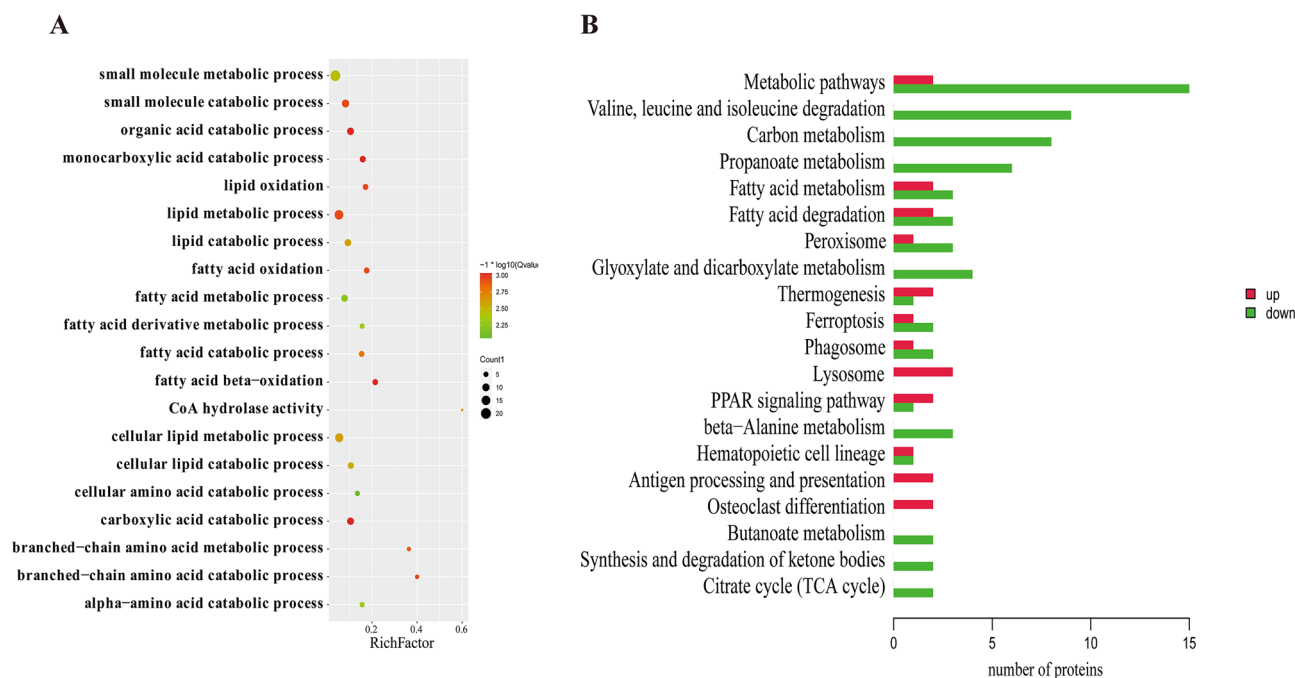 A
small molecule metabolic process
small molecule catabolic process
organic acid catabolic process
monocarboxylic acid catabolic process
lipid oxidation
lipid metabolic process
lipid catabolic process
fatty acid oxidation
fatty acid metabolic process
fatty acid derivative metabolic process
fatty acid catabolic process
fatty acid beta−oxidation
CoA hydrolase activity
cellular lipid metabolic process
cellular lipid catabolic process
cellular amino acid catabolic process
carboxylic acid catabolic process
branched−chain amino acid metabolic process
branched−chain amino acid catabolic process
alpha−amino acid catabolic process
0.2 0.4 0.6
RichFactor
−1 * log10(Qvalu
3.00
2.75
2.50
2.25
Count1
5
10
15
20
B
Metabolic pathways
Valine, leucine and isoleucine degradation
Carbon metabolism
Propanoate metabolism
Fatty acid metabolism
Fatty acid degradation
Peroxisome
Glyoxylate and dicarboxylate metabolism
Thermogenesis
Ferroptosis
Phagosome
Lysosome
PPAR signaling pathway
beta−Alanine metabolism
Hematopoietic cell lineage
Antigen processing and presentation
Osteoclast differentiation
Butanoate metabolism
Synthesis and degradation of ketone bodies
Citrate cycle (TCA cycle)
0 5 10 15
number of proteins
up
down